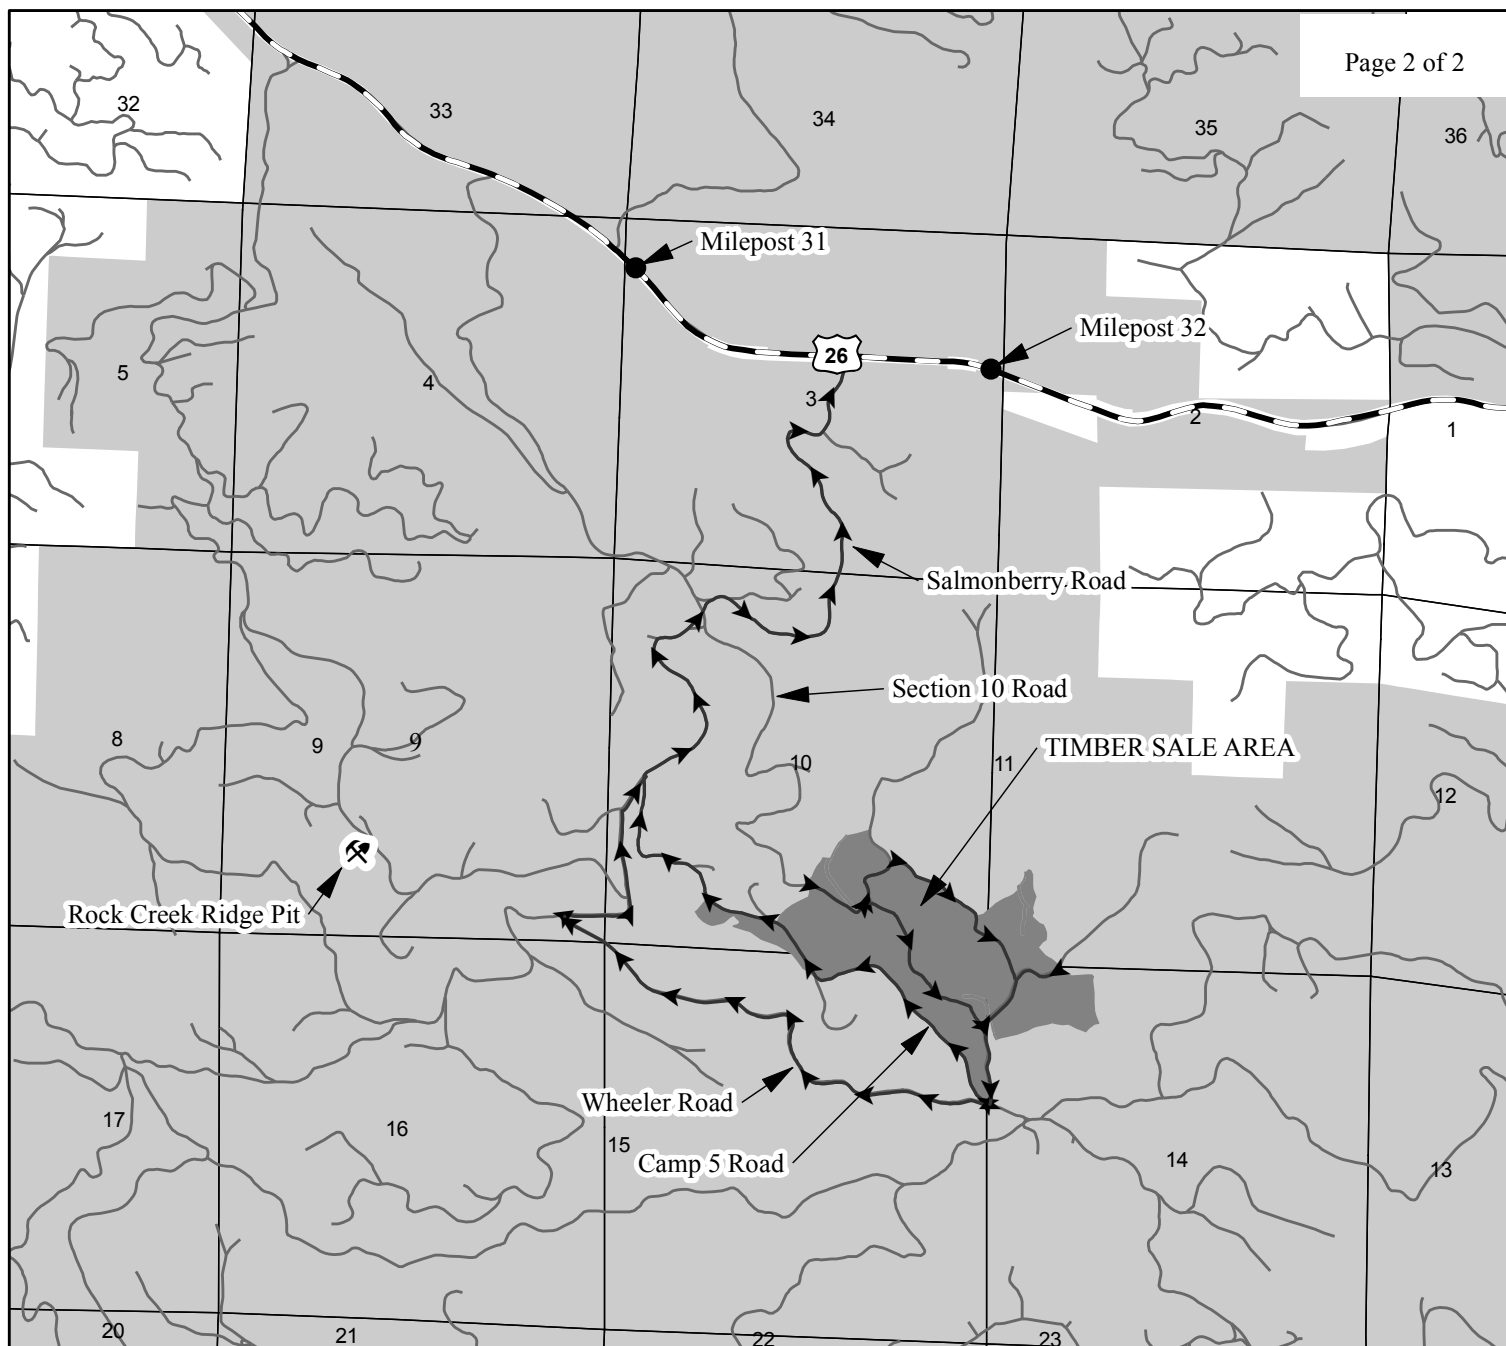 Page 2 of 2
32
33
34
35
36
Milepost 31
Milepost 32
26
5
4
3
2
1
Salmonberry Road
Section 10 Road
8
9
9
10
11
TIMBER SALE AREA
12
Rock Creek Ridge Pit
Wheeler Road
17
16
15
Camp 5 Road
14
13
20
21
22
23